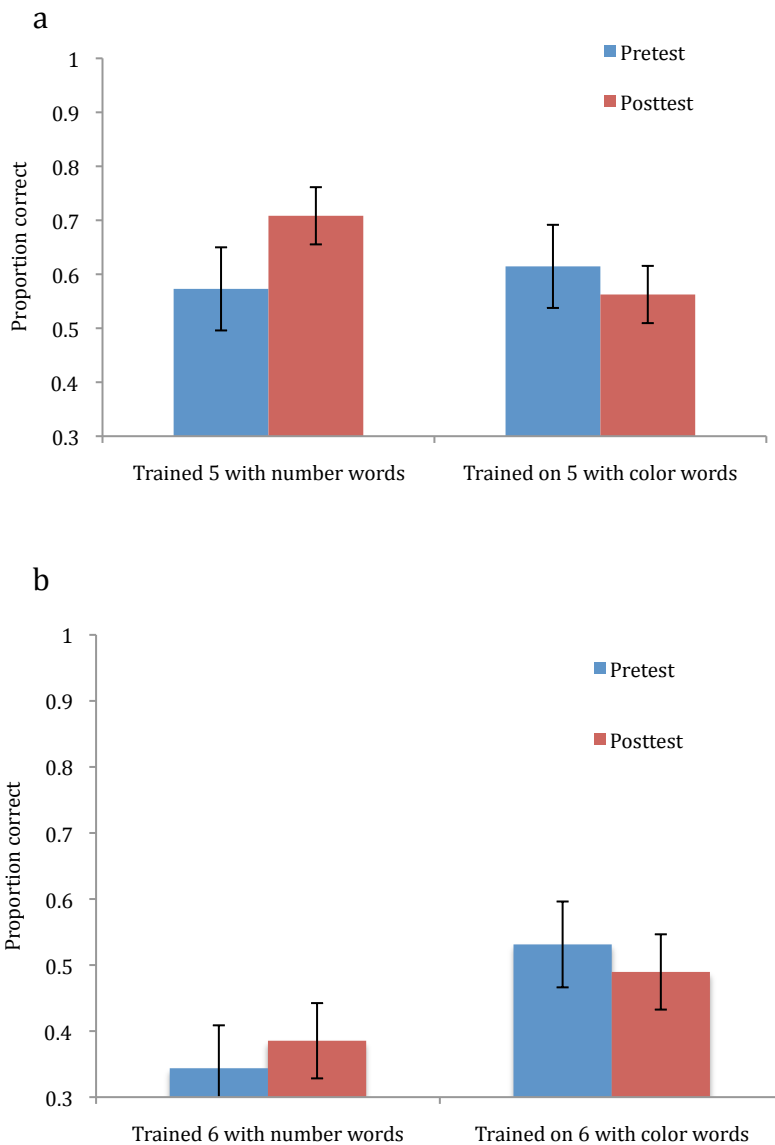 a
Pretest
Posttest
Proportion correct
1
0.9
0.8
0.7
0.6
0.5
0.4
0.3
Trained 5 with number words
Trained on 5 with color words
b
Pretest
Posttest
Proportion correct
1
0.9
0.8
0.7
0.6
0.5
0.4
0.3
Trained 6 with number words
Trained on 6 with color words